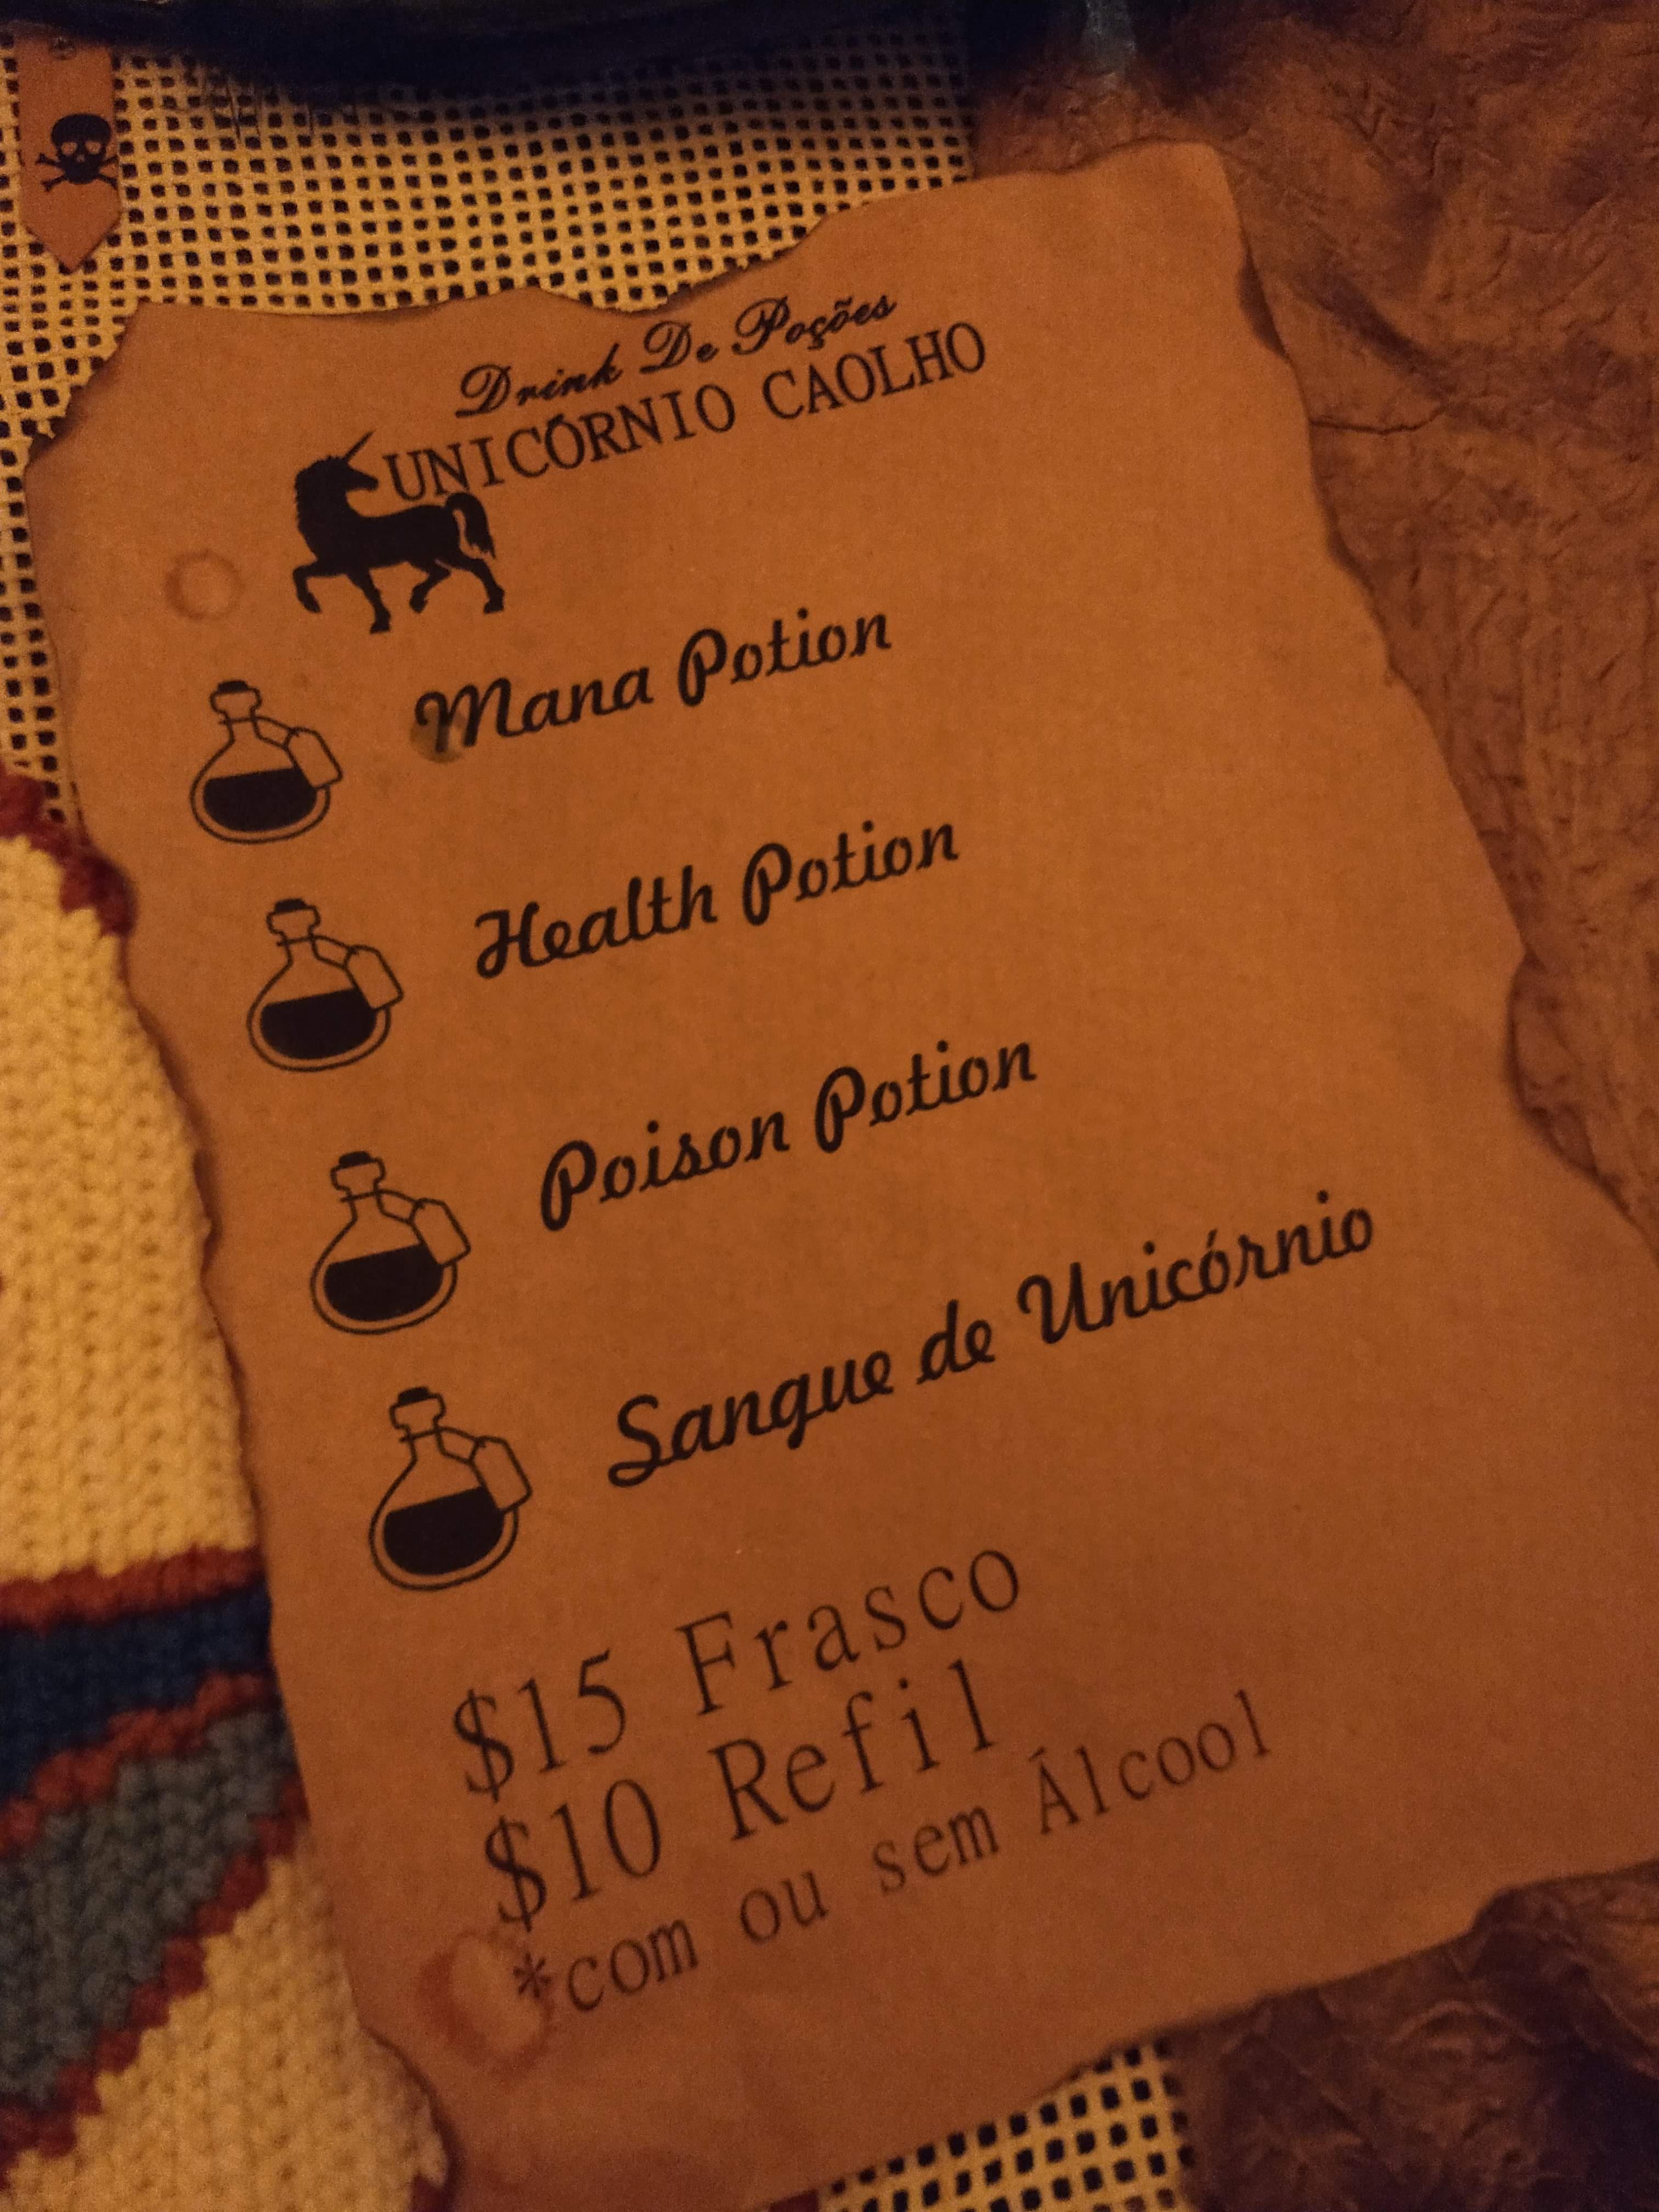 Drink De Poções
UNICÓRNIO CAOLHO
Mana Potion
Health Potion
Poison Potion
Sangue de Unicórnio
$15 Frasco
$10 Refil
*com ou sem Álcool